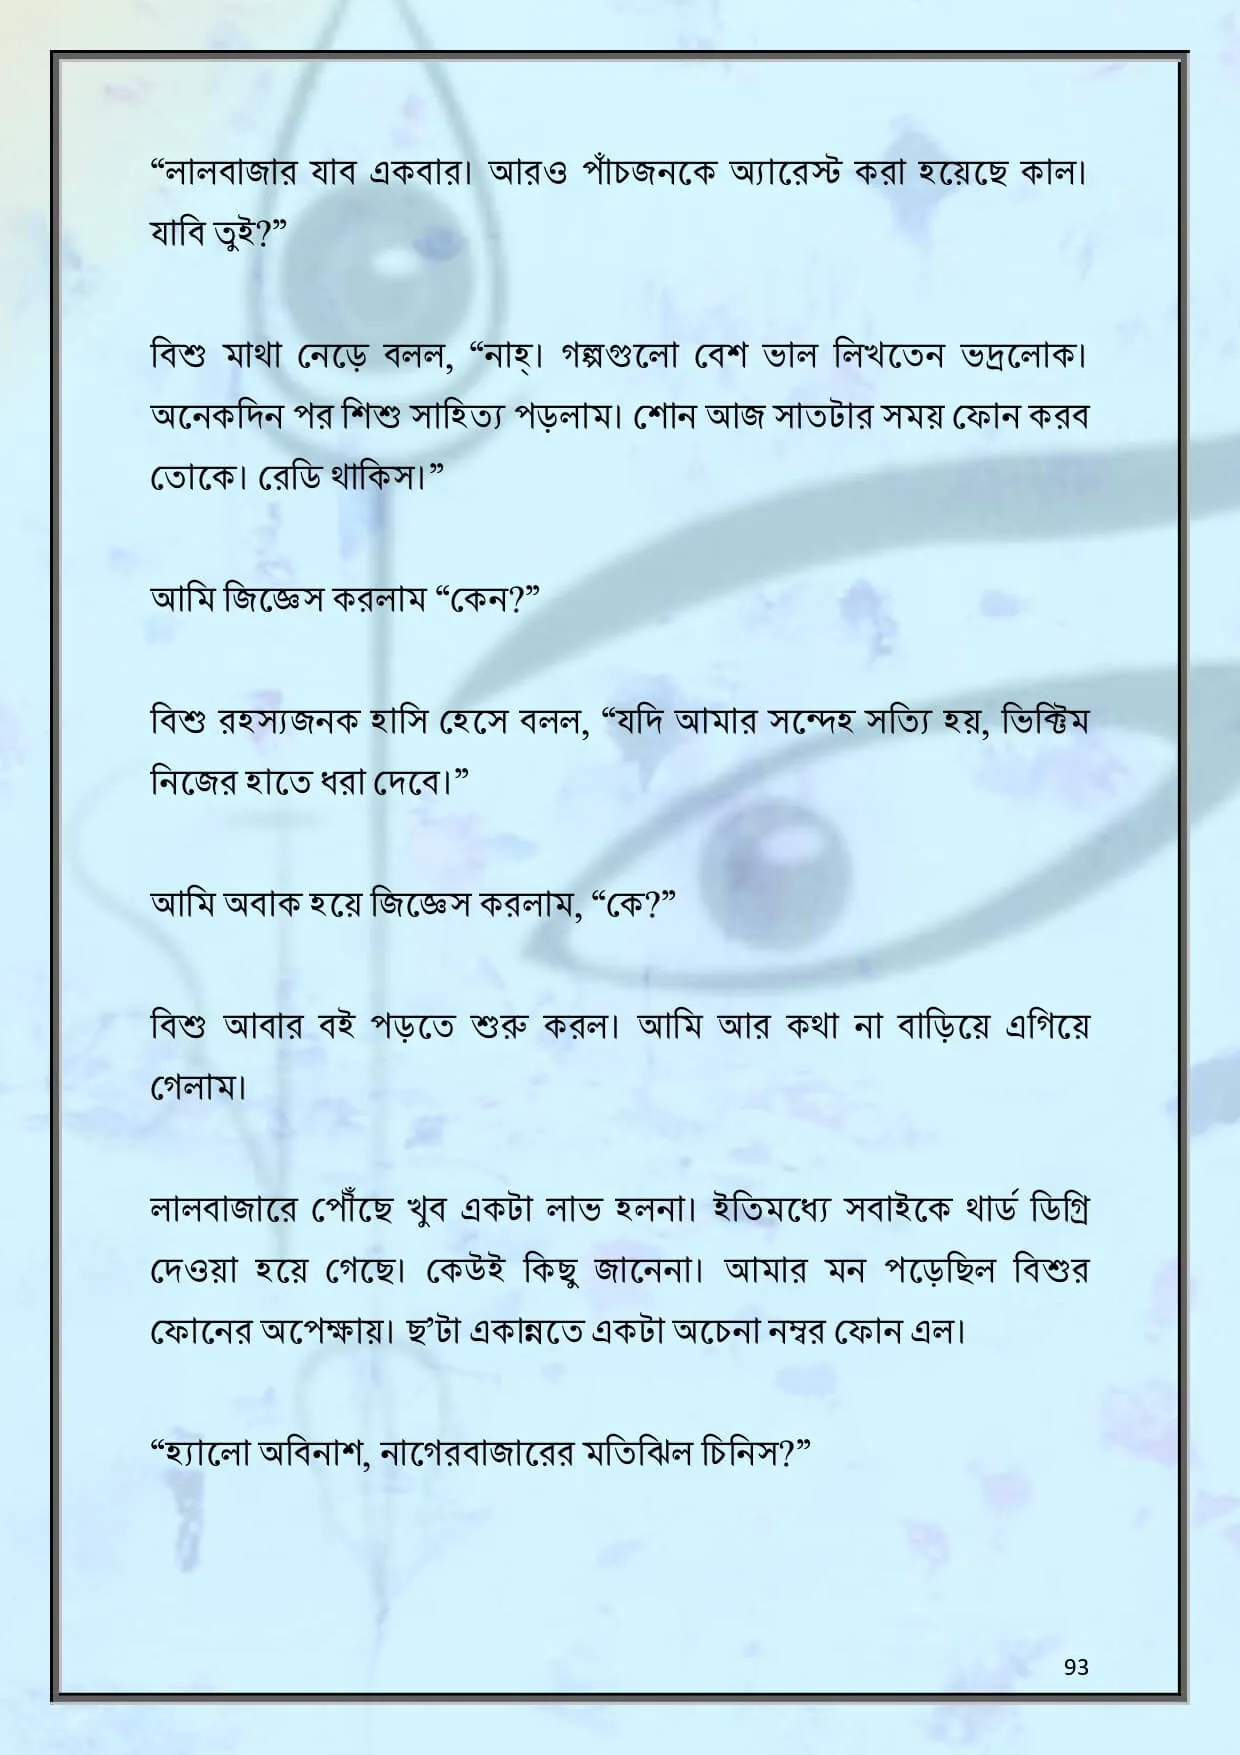 “লালবাজার যাব একবার। আরও পাঁচজনকে অ্যারেস্ট করা হয়েছে কাল।
যাবি তুই?”
বিশু মাথা নেড়ে বলল, “নাহ্। গল্পগুলো বেশ ভাল লিখতেন ভদ্রলোক।
অনেকদিন পর শিশু সাহিত্য পড়লাম। শোন আজ সাতটার সময় ফোন করব
তোকে। রেডি থাকিস।”
আমি জিজ্ঞেস করলাম “কেন?”
বিশু রহস্যজনক হাসি হেসে বলল, “যদি আমার সন্দেহ সত্যি হয়, ভিক্টিম
নিজের হাতে ধরা দেবে।”
আমি অবাক হয়ে জিজ্ঞেস করলাম, “কে?”
বিশু আবার বই পড়তে শুরু করল। আমি আর কথা না বাড়িয়ে এগিয়ে
গেলাম।
লালবাজারে পৌঁছে খুব একটা লাভ হলনা। ইতিমধ্যে সবাইকে থার্ড ডিগ্রি
দেওয়া হয়ে গেছে। কেউই কিছু জানেনা। আমার মন পড়েছিল বিশুর
ফোনের অপেক্ষায়। ছ’টা একান্নতে একটা অচেনা নম্বর ফোন এল।
“হ্যালো অবিনাশ, নাগেরবাজারের মতিঝিল চিনিস?”
93